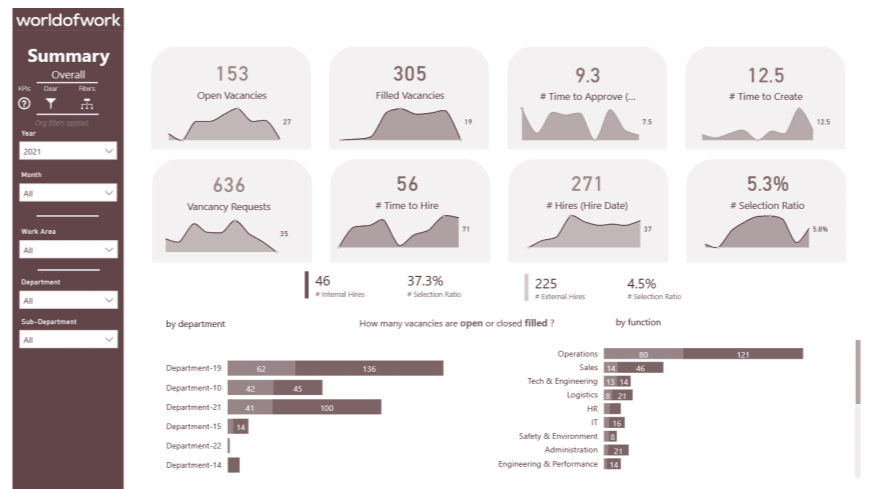 worldofwork
Summary
Overall
KPIs Clear Filters
Org filters applied
Year
2021
Month
All
Work Area
All
Department
All
Sub-Department
All
153
Open Vacancies
27
305
Filled Vacancies
19
9.3
# Time to Approve (...
7.5
12.5
# Time to Create
12.5
636
Vancancy Requests
35
56
# Time to Hire
71
271
# Hires (Hire Date)
37
5.3%
# Selection Ratio
5.8%
46
# Internal Hires
37.3%
# Selection Ratio
225
# External Hires
4.5%
# Selection Ratio
by department
How many vacancies are open or closed filled ?
by function
Department-19 62 136
Department-10 42 45
Department-21 41 100
Department-15 14
Department-22
Department-14
Operations 80 121
Sales 14 46
Tech & Engineering 13 14
Logistics 8 21
HR
IT 16
Safety & Environment 8
Administration 21
Engineering & Performance 14